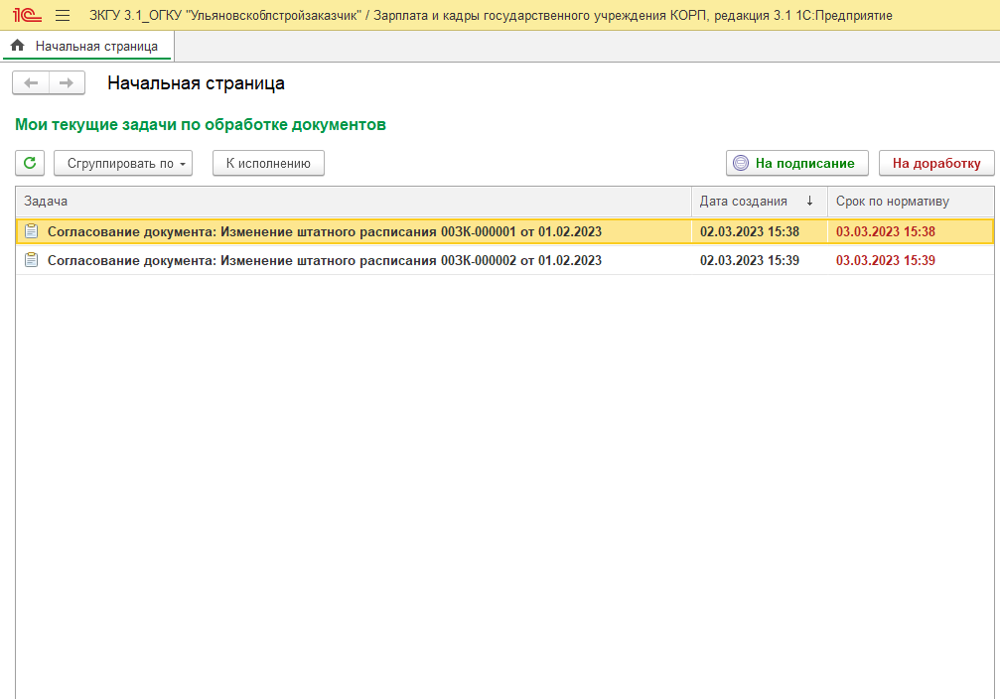 1С ЗКГУ 3.1_ОГКУ "Ульяновскоблстройзаказчик" / Зарплата и кадры государственного учреждения КОРП, редакция 3.1 1С:Предприятие
Начальная страница
Начальная страница
Мои текущие задачи по обработке документов
Сгруппировать по К исполнению На подписание На доработку
Задача Дата создания ↓ Срок по нормативу
Согласование документа: Изменение штатного расписания 00ЗК-000001 от 01.02.2023 02.03.2023 15:38 03.03.2023 15:38
Согласование документа: Изменение штатного расписания 00ЗК-000002 от 01.02.2023 02.03.2023 15:39 03.03.2023 15:39